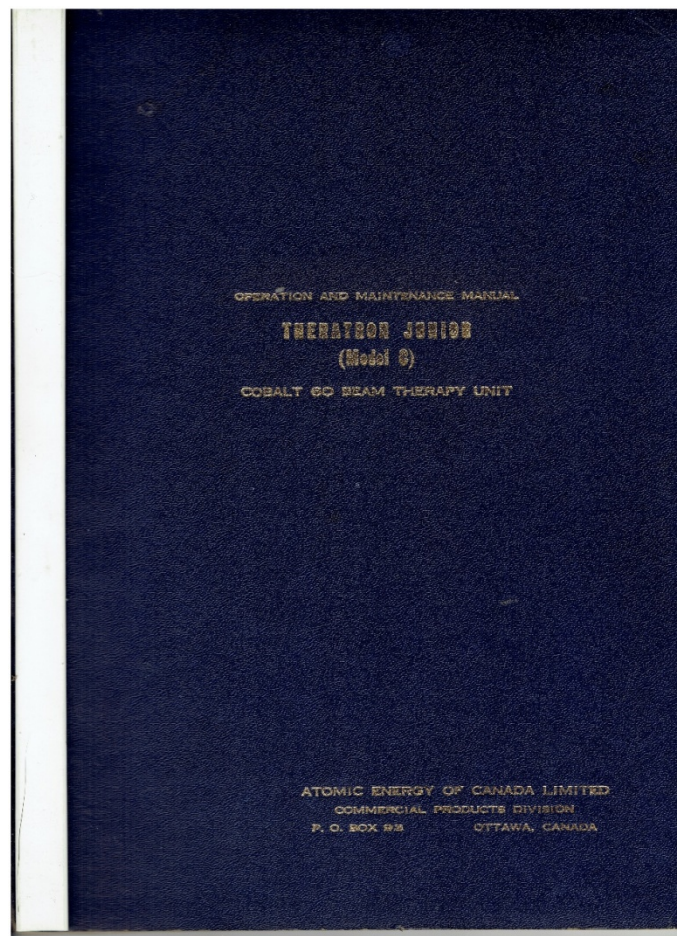 OPERATION AND MAINTENANCE MANUAL
THERATRON JUNIOR
(Model 8)
COBALT 60 BEAM THERAPY UNIT
ATOMIC ENERGY OF CANADA LIMITED
COMMERCIAL PRODUCTS DIVISION
P. O. BOX 93 OTTAWA, CANADA